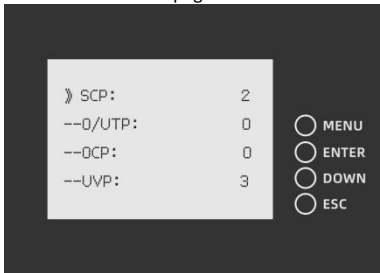 》 SCP: 2
--O/UTP: 0
--OCP: 0
--UVP: 3
MENU
ENTER
DOWN
ESC